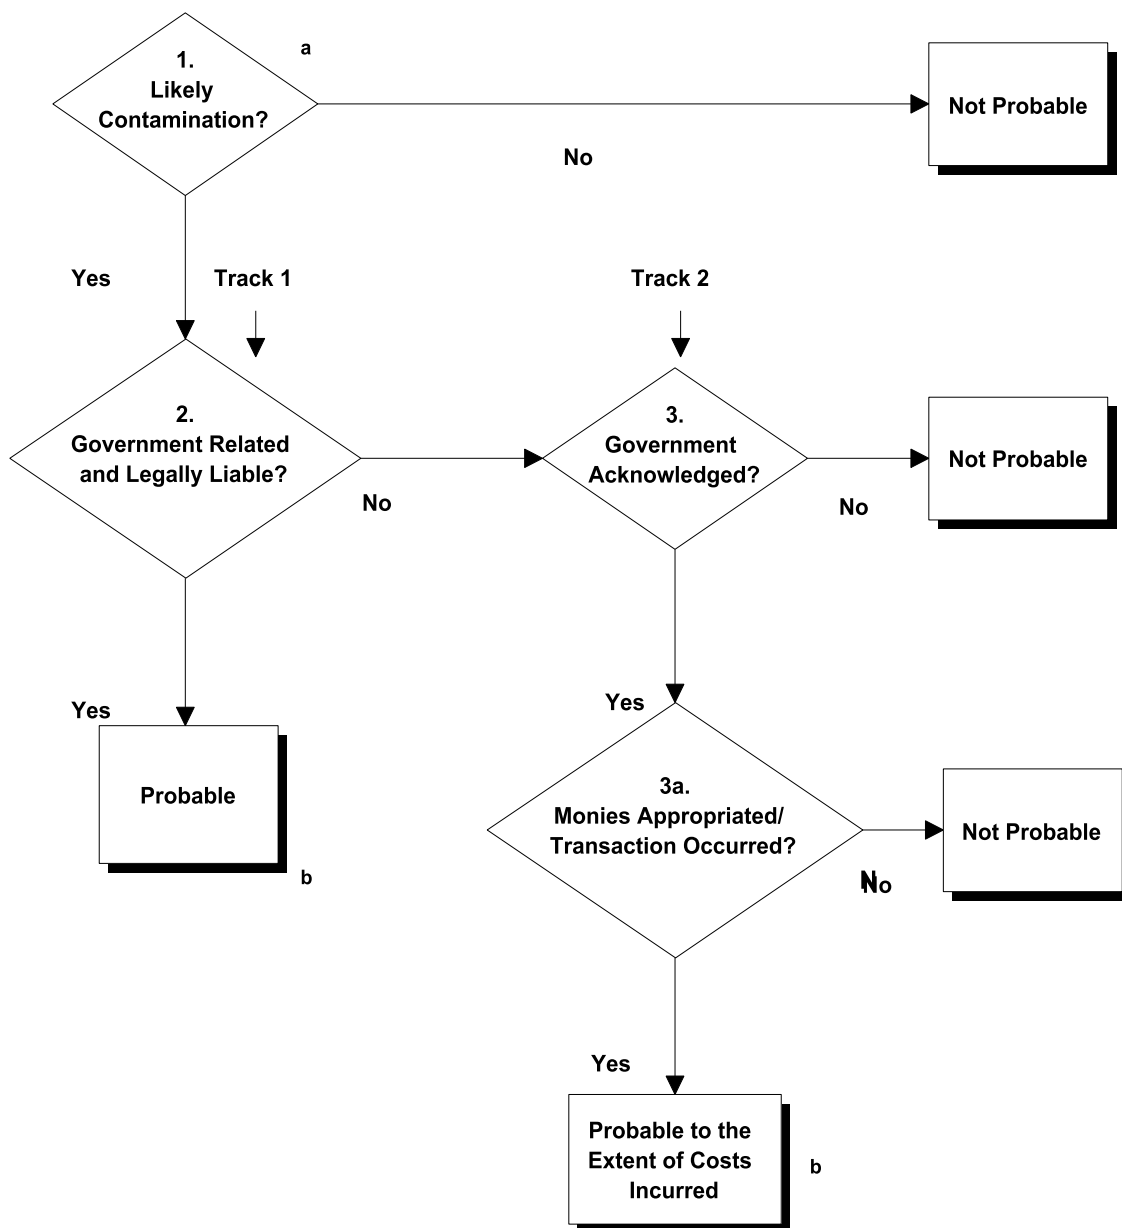 1.
Likely
Contamination?
a
Not Probable
No
Yes
Track 1
Track 2
2.
Government Related
and Legally Liable?
No
3.
Government
Acknowledged?
No
Not Probable
Yes
Probable
b
Yes
3a.
Monies Appropriated/
Transaction Occurred?
No
Not Probable
Yes
Probable to the
Extent of Costs
Incurred
b